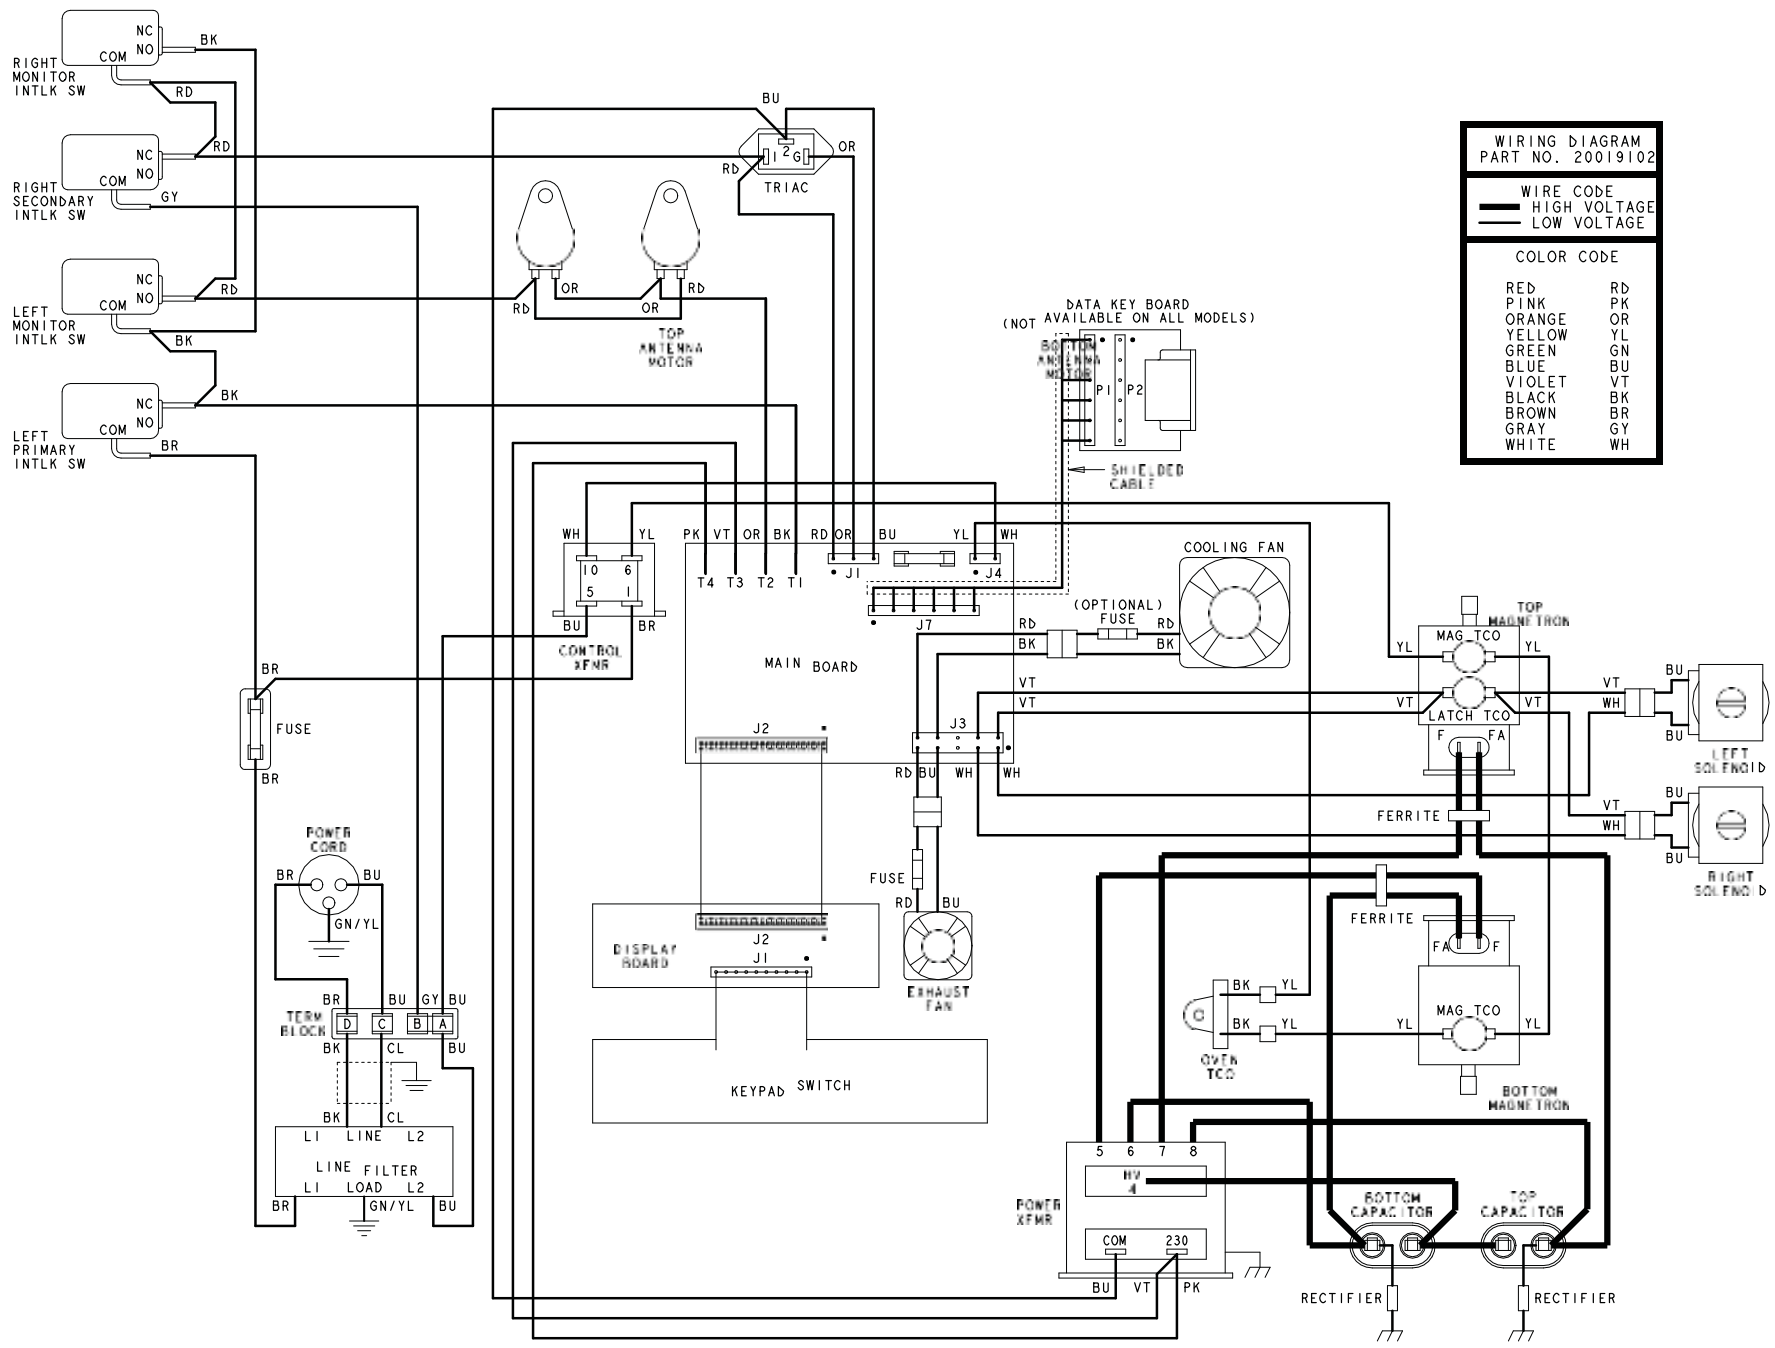 NC
BK
NO
COM
RIGHT
MONITOR
INTLK SW
RD
NC
RD
NO
COM
RIGHT
SECONDARY
INTLK SW
GY
NC
NO
RD
COM
LEFT
MONITOR
INTLK SW
BK
NC
BK
NO
COM
LEFT
PRIMARY
INTLK SW
BR
BU
2
1 G
OR
RD
TRIAC
OR
RD
RD
OR
TOP
ANTENNA
MOTOR
DATA KEY BOARD
(NOT AVAILABLE ON ALL MODELS)
BOTTOM
ANTENNA
MOTOR
P1 P2
SHIELDED
CABLE
WIRING DIAGRAM
PART NO. 20019102
WIRE CODE
HIGH VOLTAGE
LOW VOLTAGE
COLOR CODE
RED RD
PINK PK
ORANGE OR
YELLOW YL
GREEN GN
BLUE BU
VIOLET VT
BLACK BK
BROWN BR
GRAY GY
WHITE WH
WH YL
10 6
5 1
BU BR
CONTROL
XFMR
PK VT OR BK RD OR BU YL WH
T4 T3 T2 T1 J1 J4
J7
MAIN BOARD
J2
J3
RD BU WH WH
COOLING FAN
(OPTIONAL)
FUSE
RD RD
BK BK
VT
VT
TOP
MAGNETRON
MAG TCO
YL YL
VT VT
LATCH TCO
F FA
VT BU
WH
BU
LEFT
SOLENOID
FERRITE
VT BU
WH
BU
RIGHT
SOLENOID
BR
FUSE
BR
POWER
CORD
BR BU
GN/YL
FUSE
RD BU
EXHAUST
FAN
J2
DISPLAY
BOARD
J1
KEYPAD SWITCH
FERRITE
FA F
MAG TCO
YL YL
BOTTOM
MAGNETRON
BK YL
C
BK YL
OVEN
TCO
BR BU GY BU
TERM
BLOCK
D C B A
BK CL BU
BK CL
L1 LINE L2
LINE FILTER
L1 LOAD L2
BR GN/YL BU
5 6 7 8
HV
4
POWER
XFMR
COM 230
BU VT PK
BOTTOM
CAPACITOR
TOP
CAPACITOR
RECTIFIER
RECTIFIER